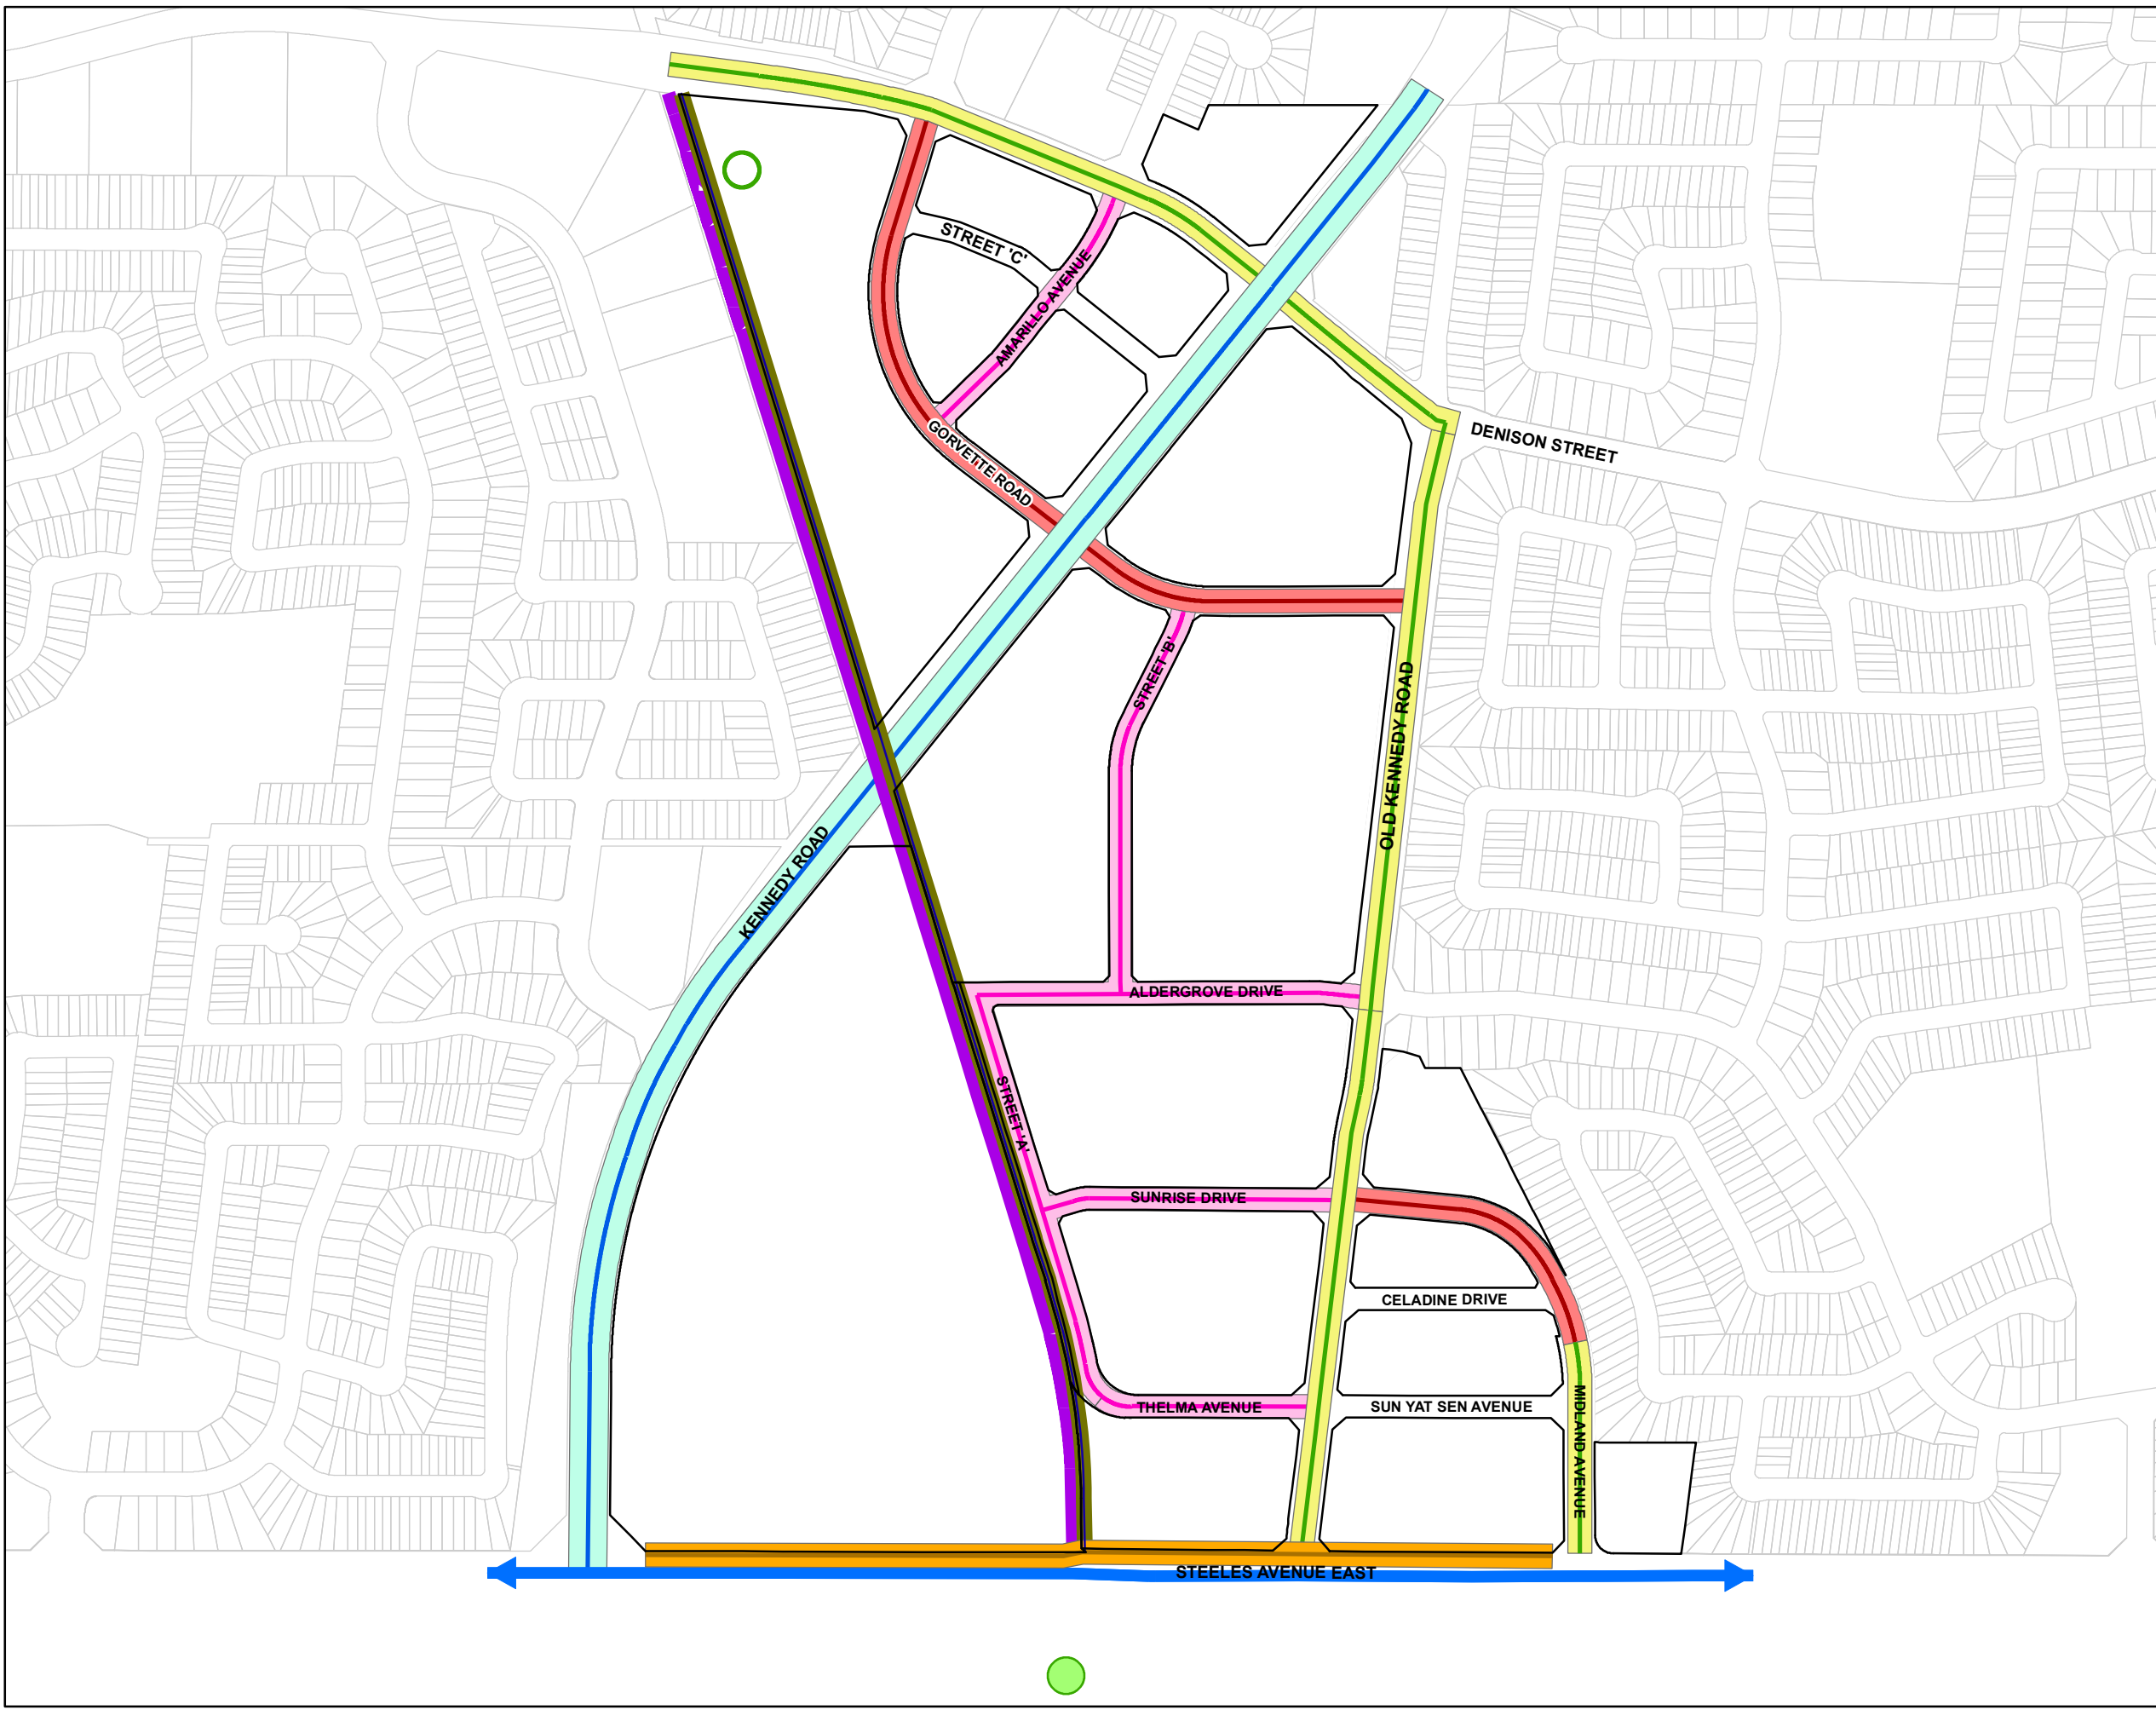 STREET 'C'
AMARILLO AVENUE
GORVETTE ROAD
DENISON STREET
STREET 'B'
OLD KENNEDY ROAD
KENNEDY ROAD
ALDERGROVE DRIVE
STREET 'A'
SUNRISE DRIVE
CELADINE DRIVE
THELMA AVENUE
SUN YAT SEN AVENUE
MIDLAND AVENUE
STEELES AVENUE EAST